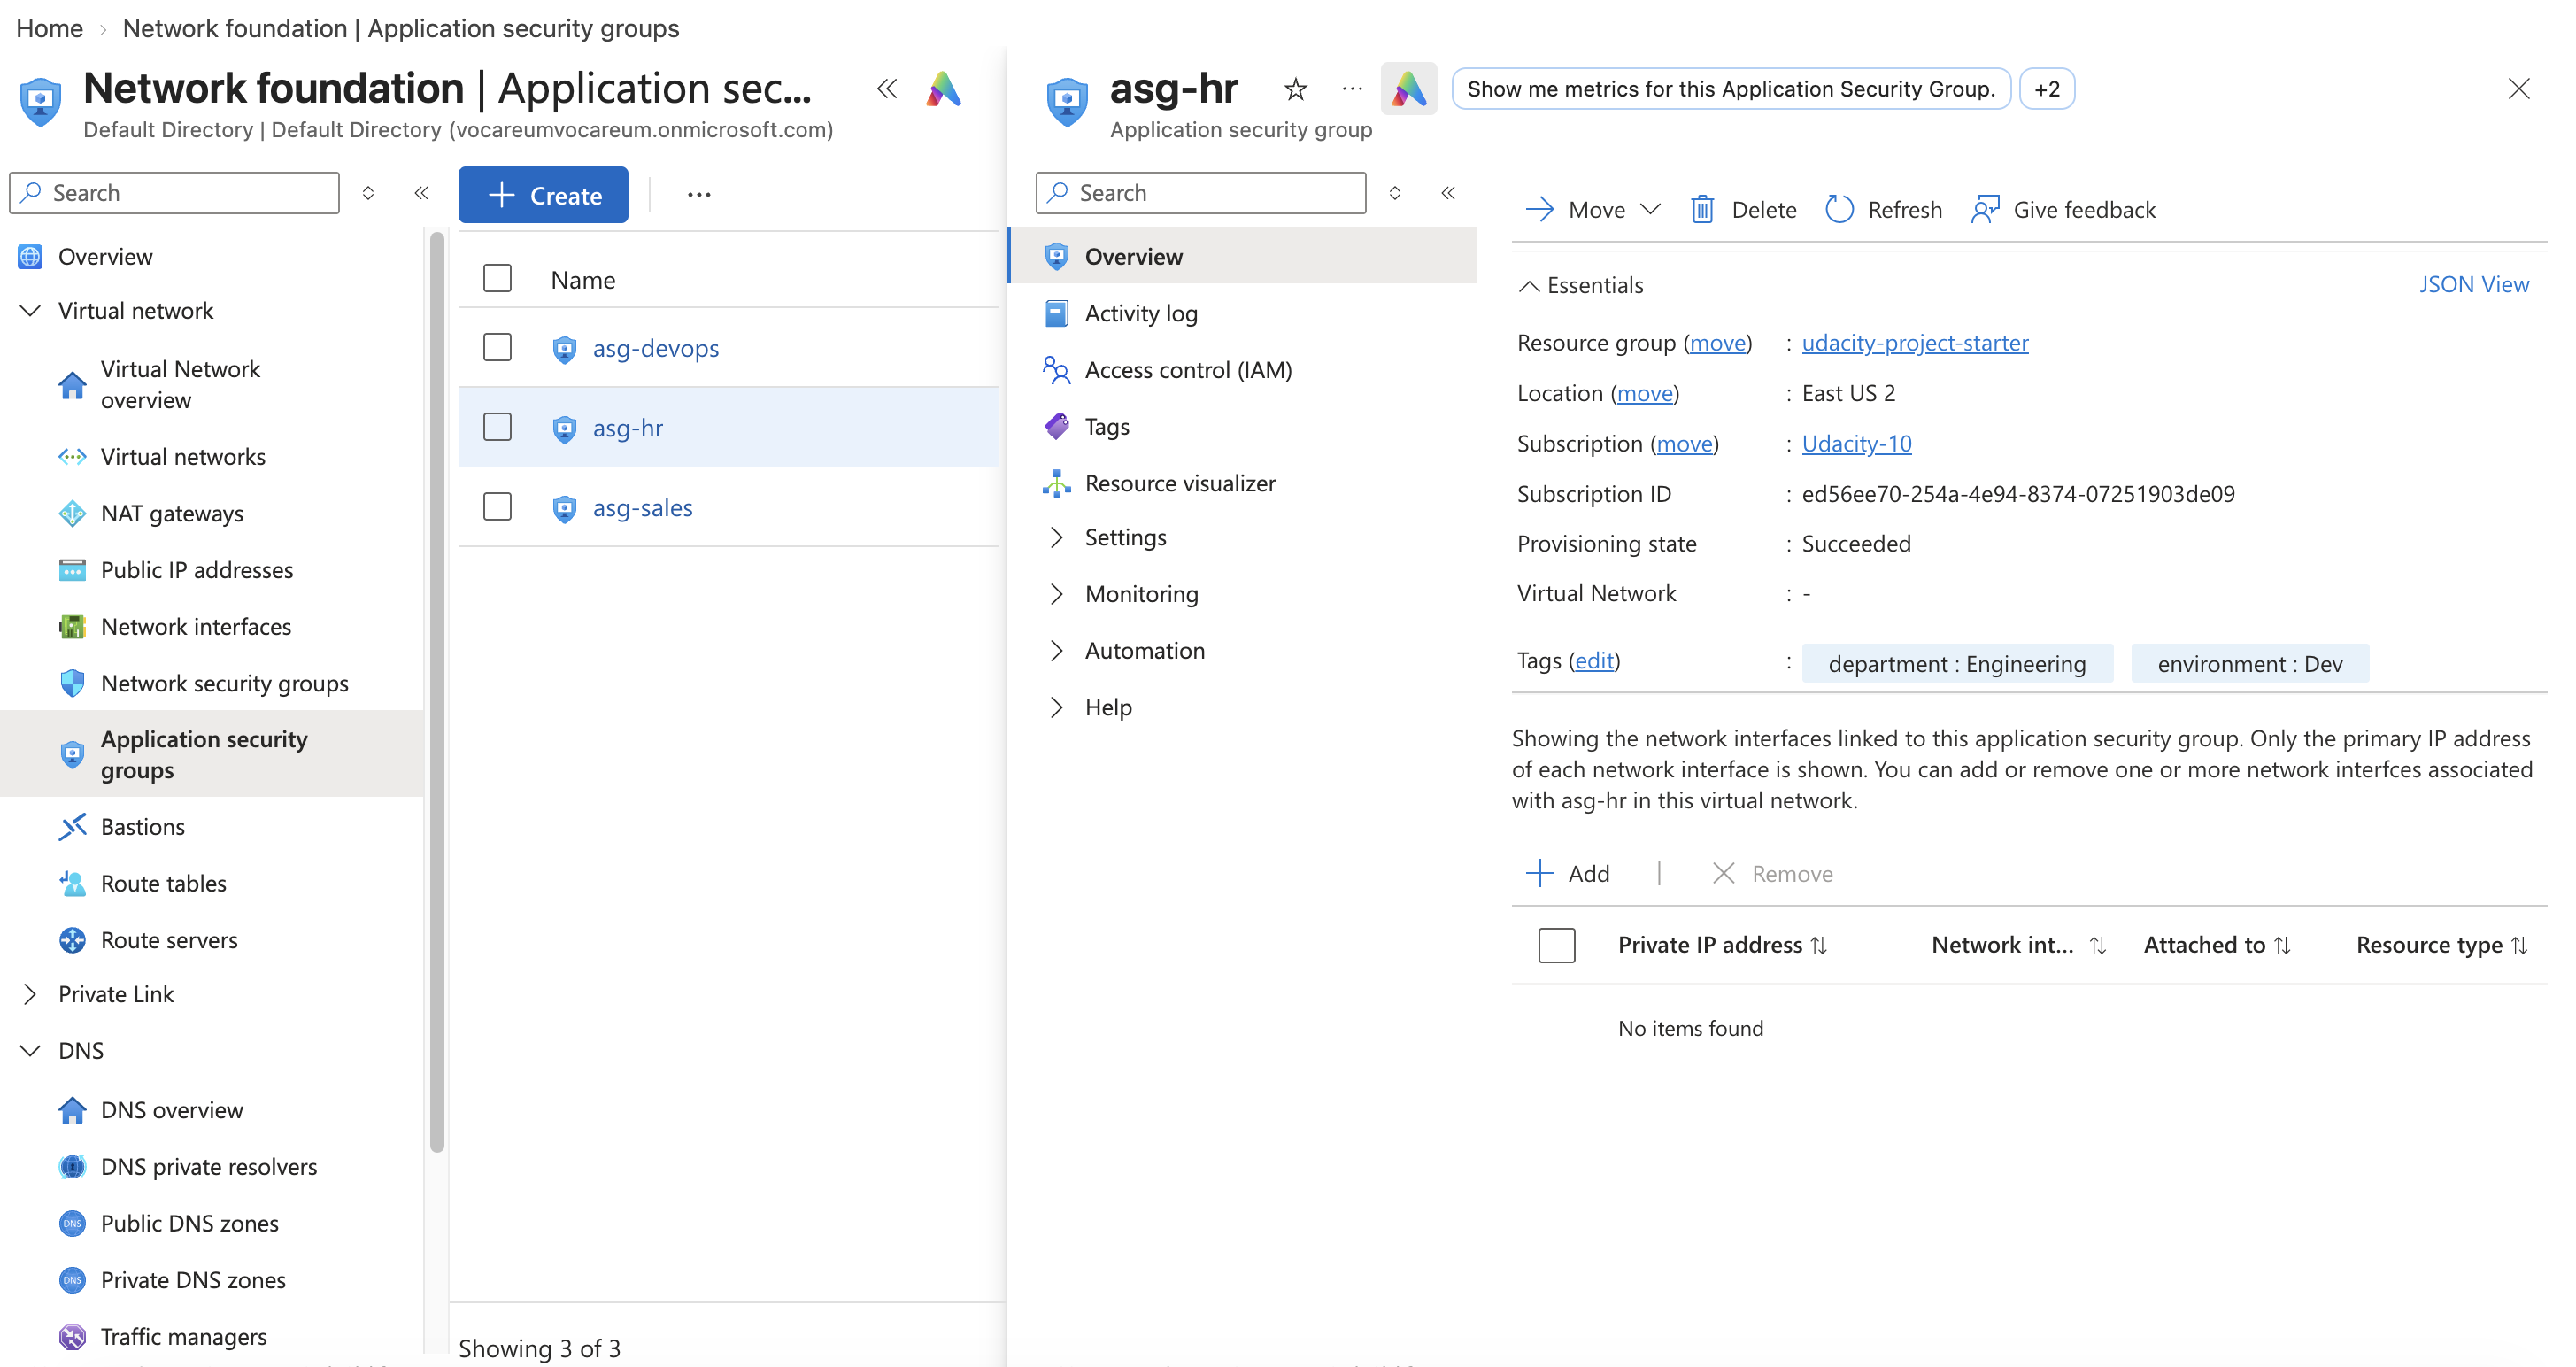 Home > Network foundation | Application security groups
Network foundation | Application sec...
Default Directory | Default Directory (vocareumvocareum.onmicrosoft.com)
Search
Overview
Virtual network
Virtual Network
overview
Virtual networks
NAT gateways
Public IP addresses
Network interfaces
Network security groups
Application security
groups
Bastions
Route tables
Route servers
Private Link
DNS
DNS overview
DNS private resolvers
Public DNS zones
Private DNS zones
Traffic managers
+ Create
...
Name
asg-devops
asg-hr
asg-sales
Showing 3 of 3
asg-hr
...
Show me metrics for this Application Security Group.
+2
Application security group
Search
Overview
Activity log
Access control (IAM)
Tags
Resource visualizer
Settings
Monitoring
Automation
Help
Move
Delete
Refresh
Give feedback
Essentials
JSON View
Resource group (move) : udacity-project-starter
Location (move) : East US 2
Subscription (move) : Udacity-10
Subscription ID : ed56ee70-254a-4e94-8374-07251903de09
Provisioning state : Succeeded
Virtual Network : -
Tags (edit) : department : Engineering environment : Dev
Showing the network interfaces linked to this application security group. Only the primary IP address
of each network interface is shown. You can add or remove one or more network interfces associated
with asg-hr in this virtual network.
+ Add | Remove
Private IP address Network int... Attached to Resource type
No items found